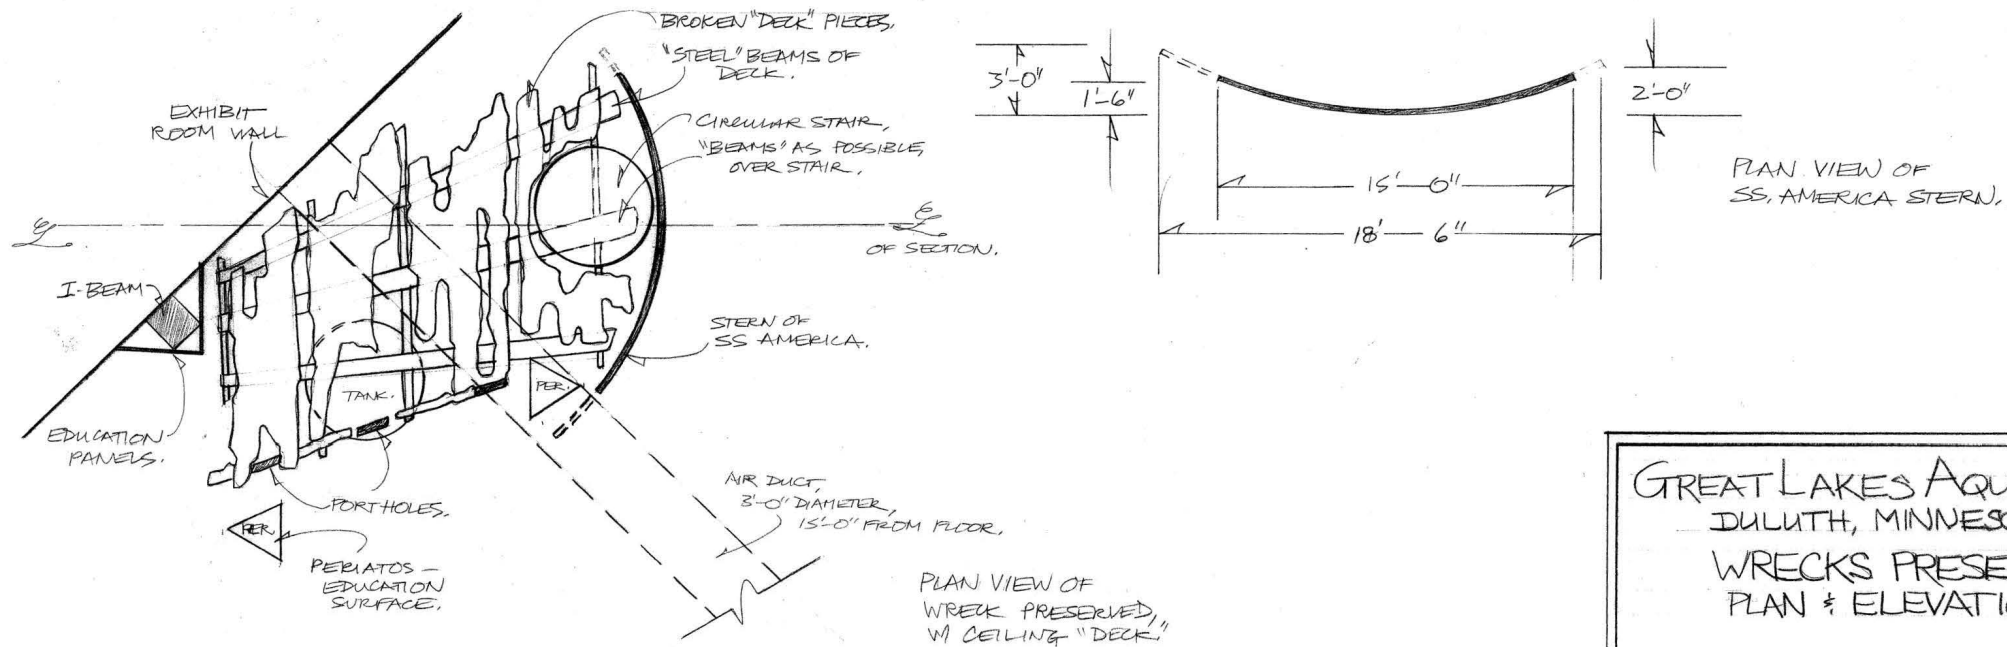 BROKEN "DECK" PIECES.
"STEEL" BEAMS OF
DECK.
EXHIBIT
ROOM WALL
CIRCULAR STAIR,
"BEAMS" AS POSSIBLE,
OVER STAIR.
℄
℄
OF SECTION.
I-BEAM
STERN OF
SS AMERICA.
TANK.
PER.
EDUCATION
PANELS.
PORTHOLES.
PER.
PERIATOS –
EDUCATION
SURFACE.
AIR DUCT,
3'-0" DIAMETER,
15'-0" FROM FLOOR.
PLAN VIEW OF
WRECK PRESERVED,
W/ CEILING "DECK."
3'-0"
1'-6"
2'-0"
15'-0"
18'-6"
PLAN VIEW OF
SS. AMERICA STERN.
GREAT LAKES AQU
DULUTH, MINNESO
WRECKS PRESE
PLAN & ELEVATI